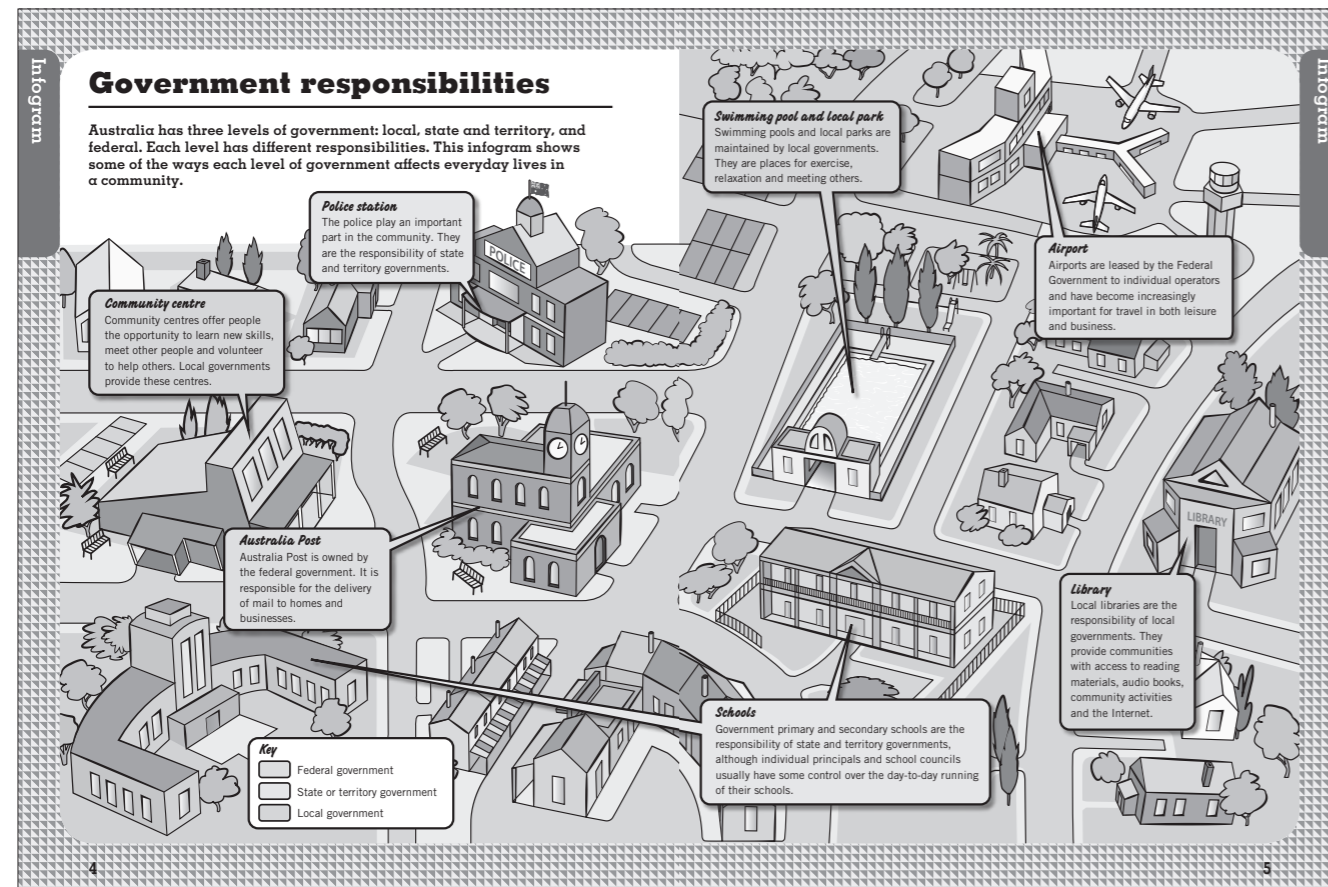 Infogram
Government responsibilities
Australia has three levels of government: local, state and territory, and
federal. Each level has different responsibilities. This infogram shows
some of the ways each level of government affects everyday lives in
a community.
Police station
The police play an important
part in the community. They
are the responsibility of state
and territory governments.
POLICE
Community centre
Community centres offer people
the opportunity to learn new skills,
meet other people and volunteer
to help others. Local governments
provide these centres.
Australia Post
Australia Post is owned by
the federal government. It is
responsible for the delivery
of mail to homes and
businesses.
Key
Federal government
State or territory government
Local government
4
Swimming pool and local park
Swimming pools and local parks are
maintained by local governments.
They are places for exercise,
relaxation and meeting others.
Airport
Airports are leased by the Federal
Government to individual operators
and have become increasingly
important for travel in both leisure
and business.
LIBRARY
Library
Local libraries are the
responsibility of local
governments. They
provide communities
with access to reading
materials, audio books,
community activities
and the Internet.
Schools
Government primary and secondary schools are the
responsibility of state and territory governments,
although individual principals and school councils
usually have some control over the day-to-day running
of their schools.
Infogram
5